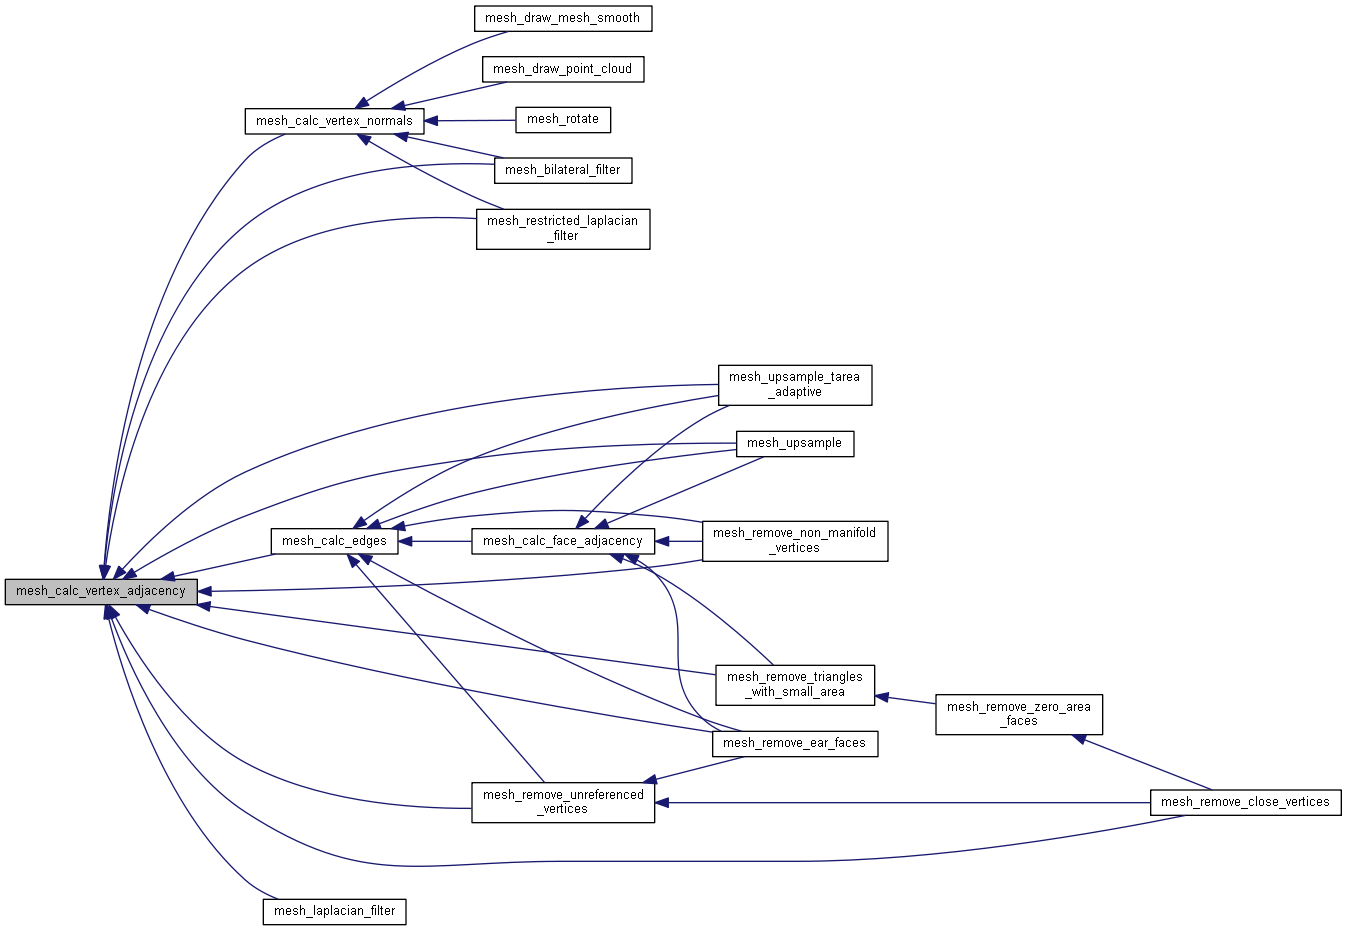 mesh_draw_mesh_smooth
mesh_draw_point_cloud
mesh_calc_vertex_normals
mesh_rotate
mesh_bilateral_filter
mesh_restricted_laplacian
_filter
mesh_upsample_tarea
_adaptive
mesh_upsample
mesh_calc_edges
mesh_calc_face_adjacency
mesh_remove_non_manifold
_vertices
mesh_calc_vertex_adjacency
mesh_remove_triangles
_with_small_area
mesh_remove_zero_area
_faces
mesh_remove_ear_faces
mesh_remove_unreferenced
_vertices
mesh_remove_close_vertices
mesh_laplacian_filter